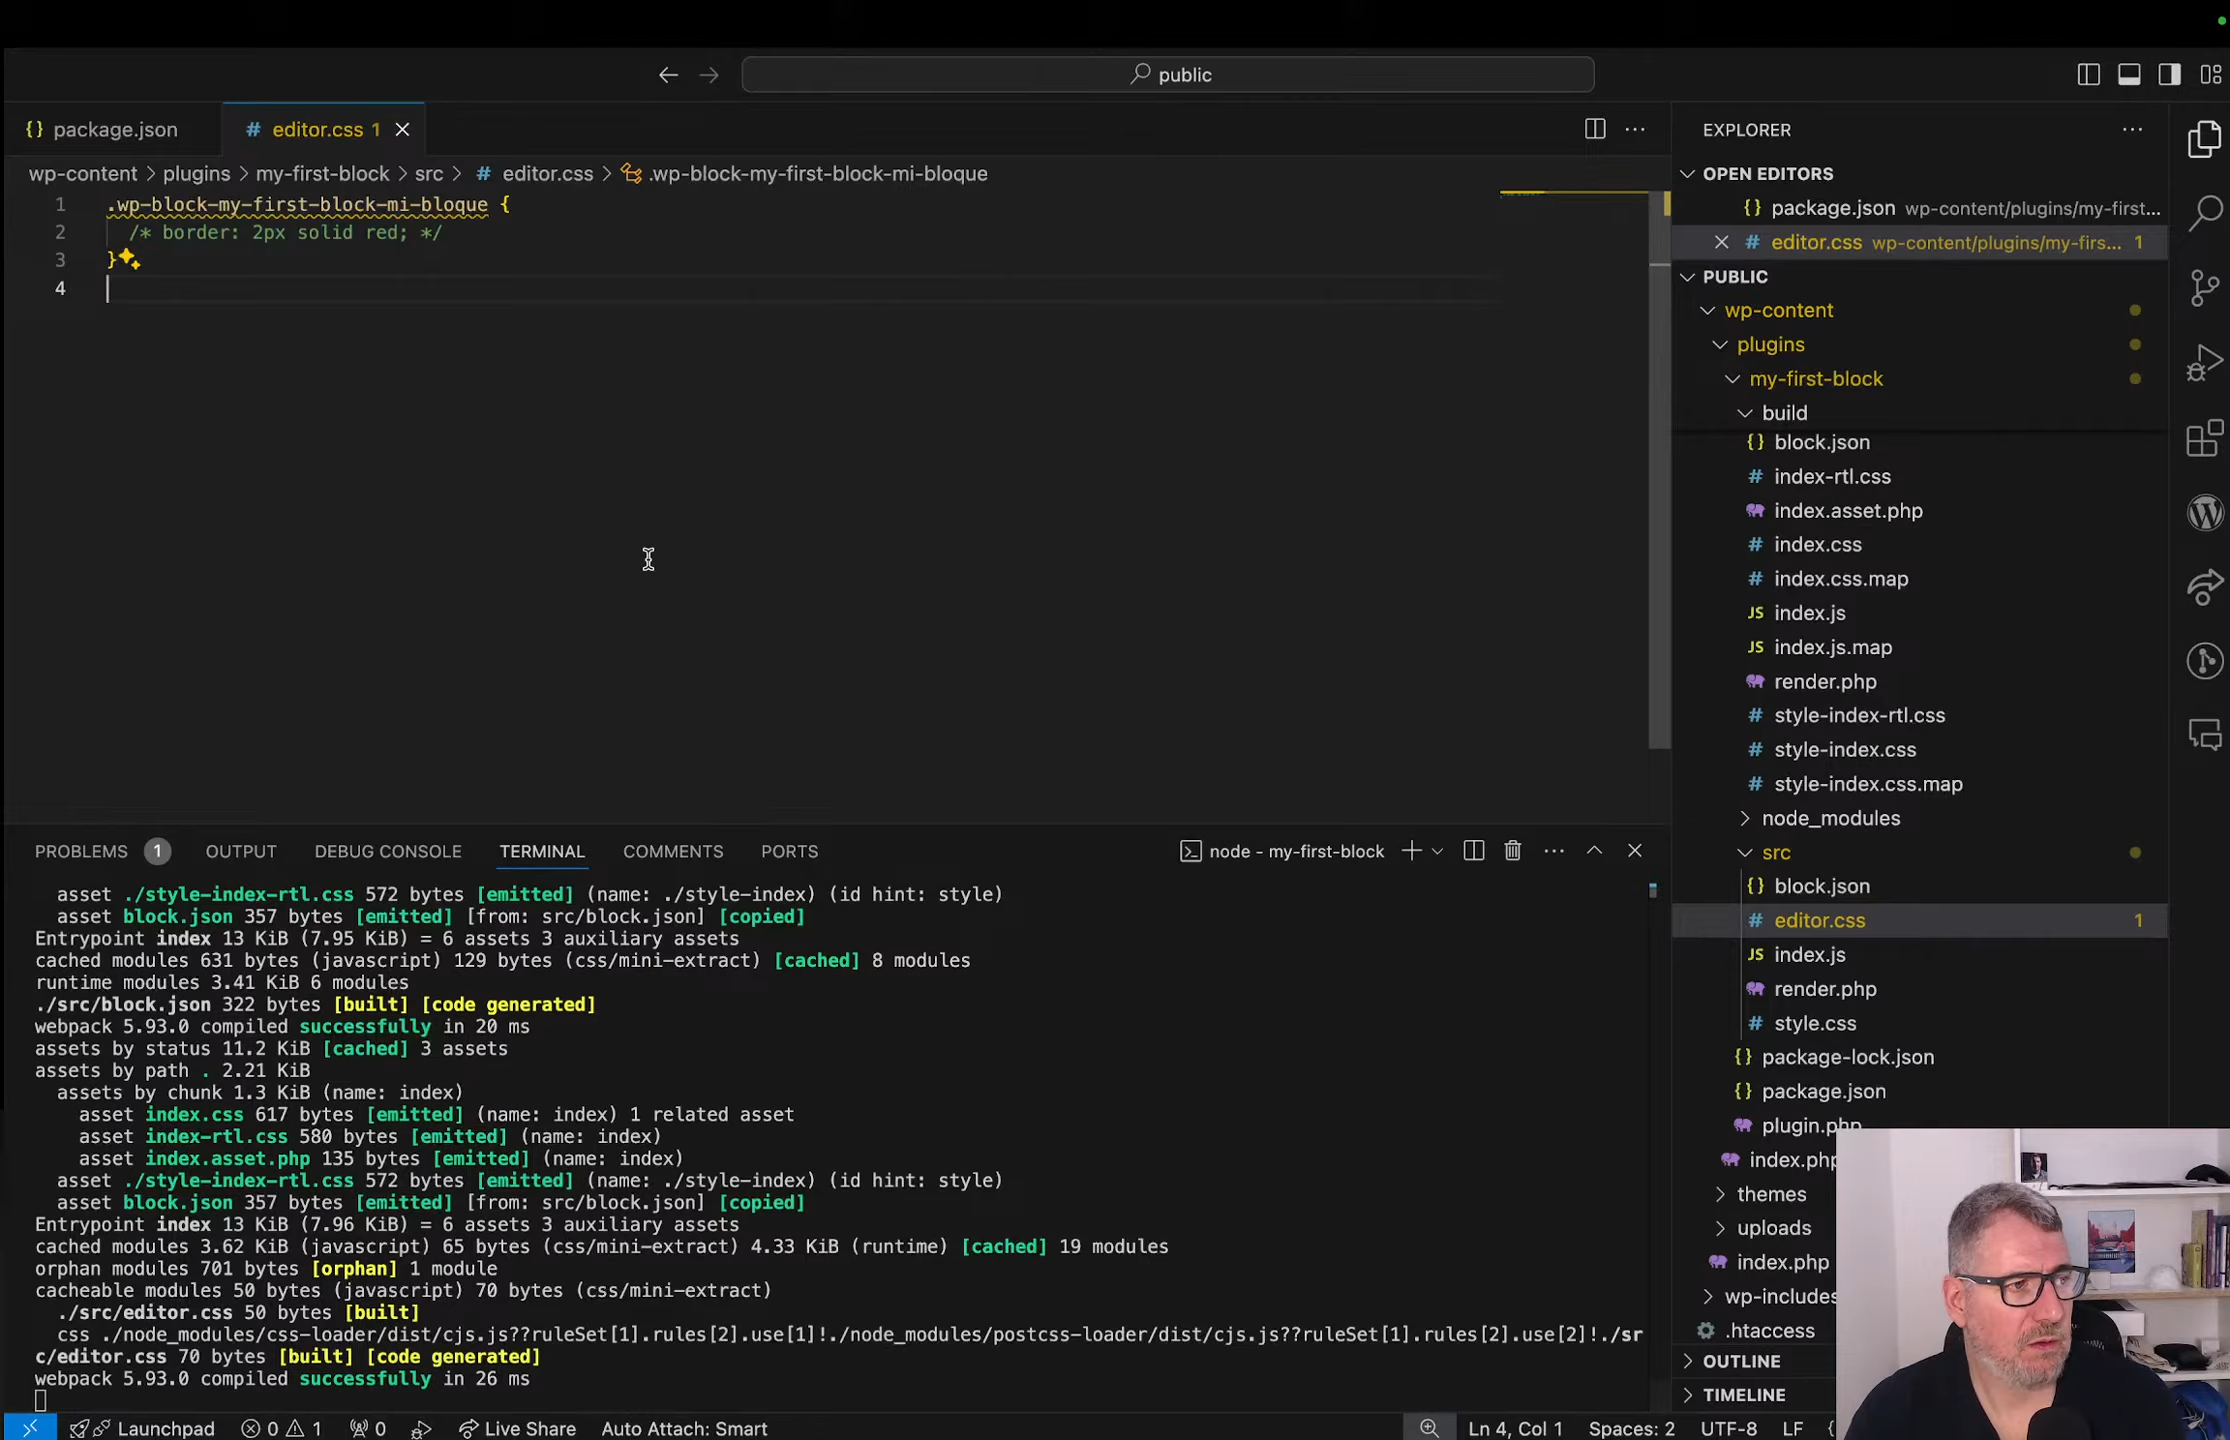 public
package.json
editor.css 1
wp-content > plugins > my-first-block > src > # editor.css > .wp-block-my-first-block-mi-bloque
1 .wp-block-my-first-block-mi-bloque {
2 /* border: 2px solid red; */
3 }
4
EXPLORER
OPEN EDITORS
package.json wp-content/plugins/my-first...
editor.css wp-content/plugins/my-firs... 1
PUBLIC
wp-content
plugins
my-first-block
build
block.json
index-rtl.css
index.asset.php
index.css
index.css.map
index.js
index.js.map
render.php
style-index-rtl.css
style-index.css
style-index.css.map
node_modules
src
block.json
editor.css 1
index.js
render.php
style.css
package-lock.json
package.json
plugin.php
index.php
themes
uploads
index.php
wp-includes
.htaccess
OUTLINE
TIMELINE
PROBLEMS 1 OUTPUT DEBUG CONSOLE TERMINAL COMMENTS PORTS
node - my-first-block
asset ./style-index-rtl.css 572 bytes [emitted] (name: ./style-index) (id hint: style)
asset block.json 357 bytes [emitted] [from: src/block.json] [copied]
Entrypoint index 13 KiB (7.95 KiB) = 6 assets 3 auxiliary assets
cached modules 631 bytes (javascript) 129 bytes (css/mini-extract) [cached] 8 modules
runtime modules 3.41 KiB 6 modules
./src/block.json 322 bytes [built] [code generated]
webpack 5.93.0 compiled successfully in 20 ms
assets by status 11.2 KiB [cached] 3 assets
assets by path . 2.21 KiB
assets by chunk 1.3 KiB (name: index)
asset index.css 617 bytes [emitted] (name: index) 1 related asset
asset index-rtl.css 580 bytes [emitted] (name: index)
asset index.asset.php 135 bytes [emitted] (name: index)
asset ./style-index-rtl.css 572 bytes [emitted] (name: ./style-index) (id hint: style)
asset block.json 357 bytes [emitted] [from: src/block.json] [copied]
Entrypoint index 13 KiB (7.96 KiB) = 6 assets 3 auxiliary assets
cached modules 3.62 KiB (javascript) 65 bytes (css/mini-extract) 4.33 KiB (runtime) [cached] 19 modules
orphan modules 701 bytes [orphan] 1 module
cacheable modules 50 bytes (javascript) 70 bytes (css/mini-extract)
./src/editor.css 50 bytes [built]
css ./node_modules/css-loader/dist/cjs.js??ruleSet[1].rules[2].use[1]!./node_modules/postcss-loader/dist/cjs.js??ruleSet[1].rules[2].use[2]!./sr
c/editor.css 70 bytes [built] [code generated]
webpack 5.93.0 compiled successfully in 26 ms
Launchpad 0 1 0 Live Share Auto Attach: Smart Ln 4, Col 1 Spaces: 2 UTF-8 LF {